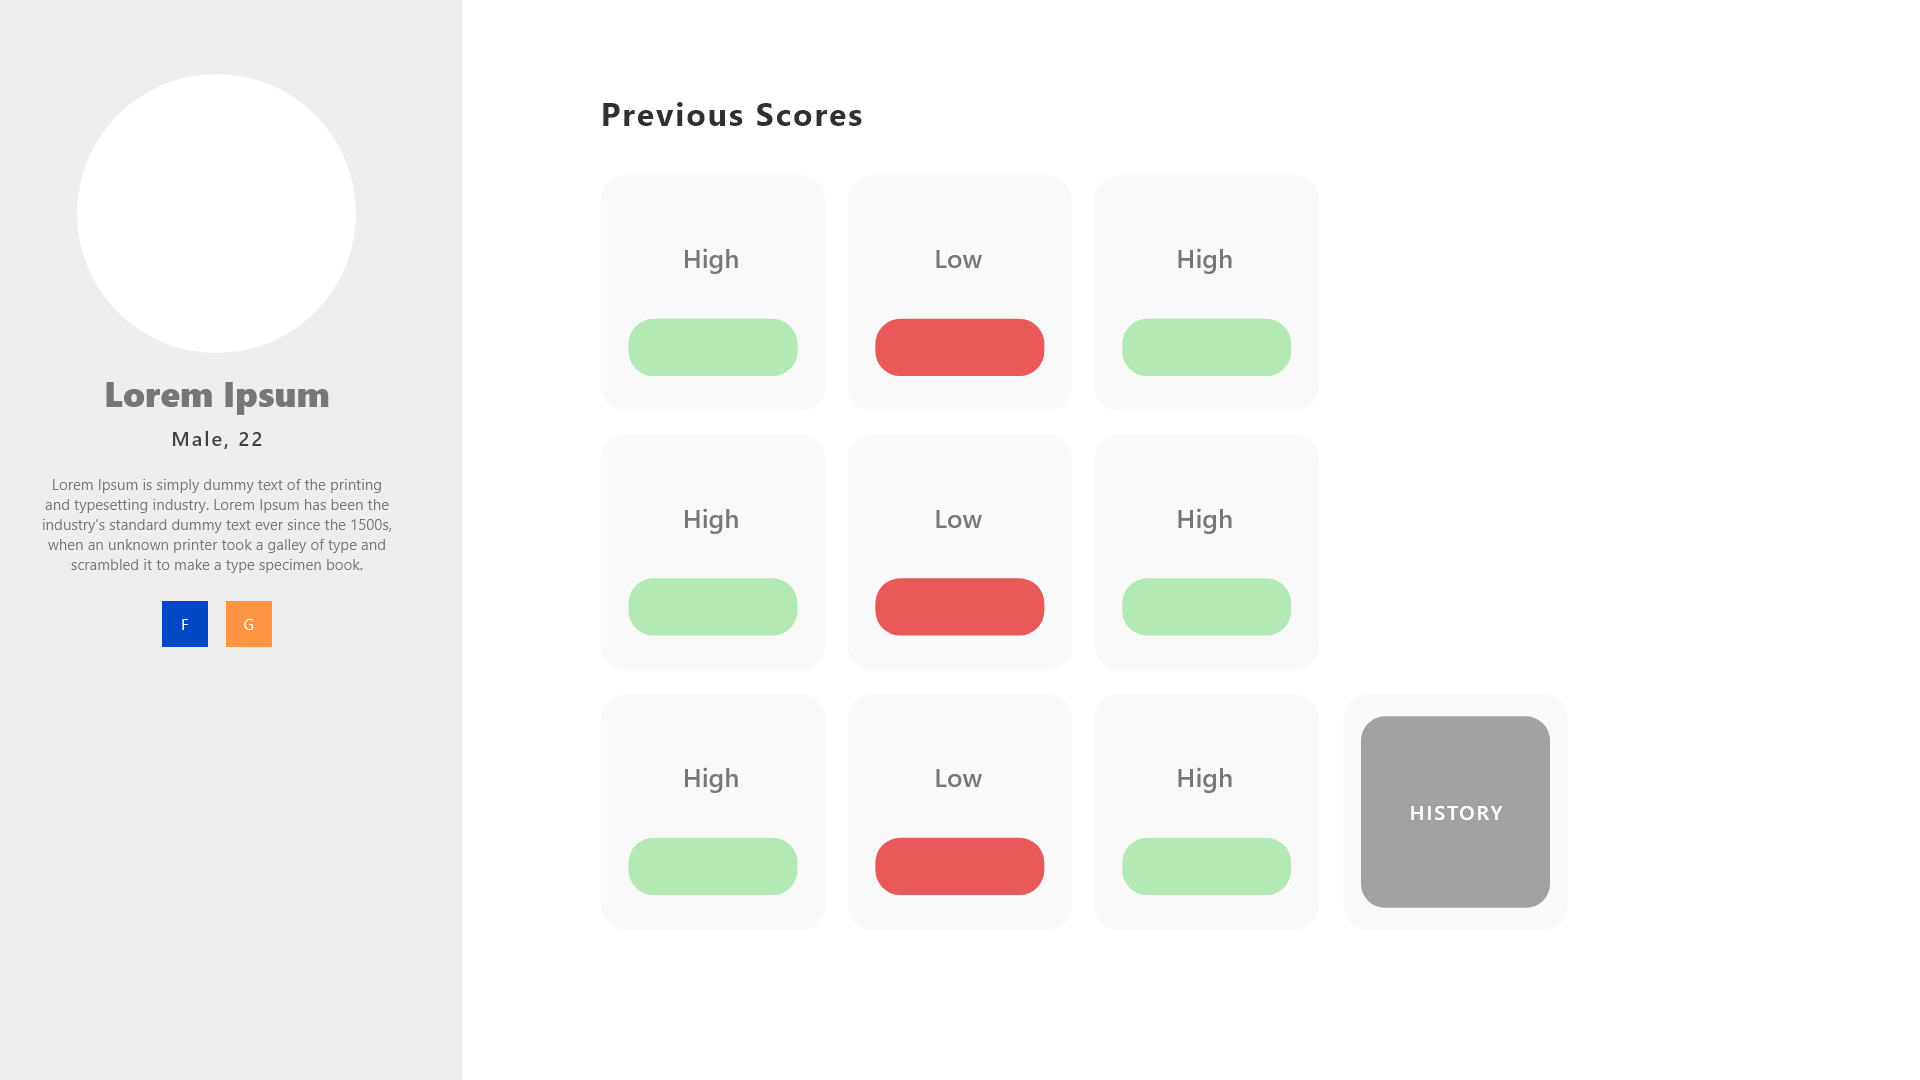 Lorem Ipsum
Male, 22
Lorem Ipsum is simply dummy text of the printing
and typesetting industry. Lorem Ipsum has been the
industry's standard dummy text ever since the 1500s,
when an unknown printer took a galley of type and
scrambled it to make a type specimen book.
F G
Previous Scores
High Low High
High Low High
High Low High
HISTORY